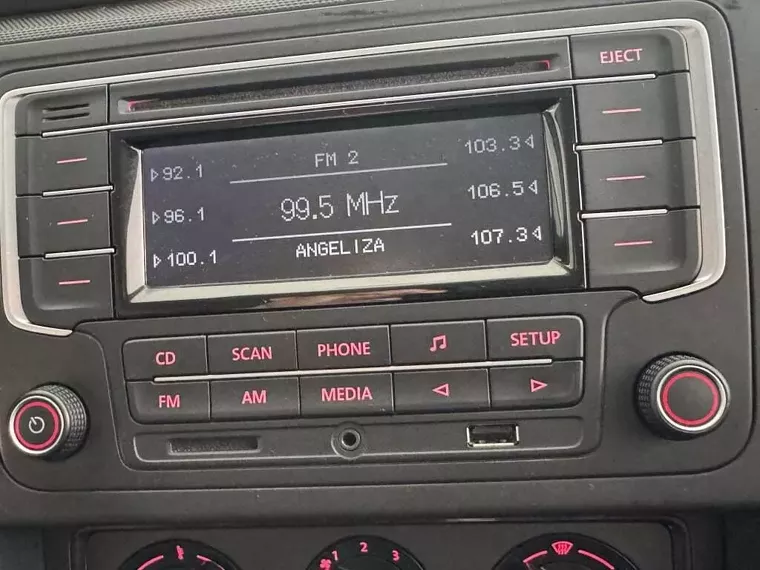 EJECT
92.1 FM 2 103.3
96.1 99.5 MHz 106.5
100.1 ANGELIZA 107.3
CD SCAN PHONE SETUP
FM AM MEDIA
1 2 3